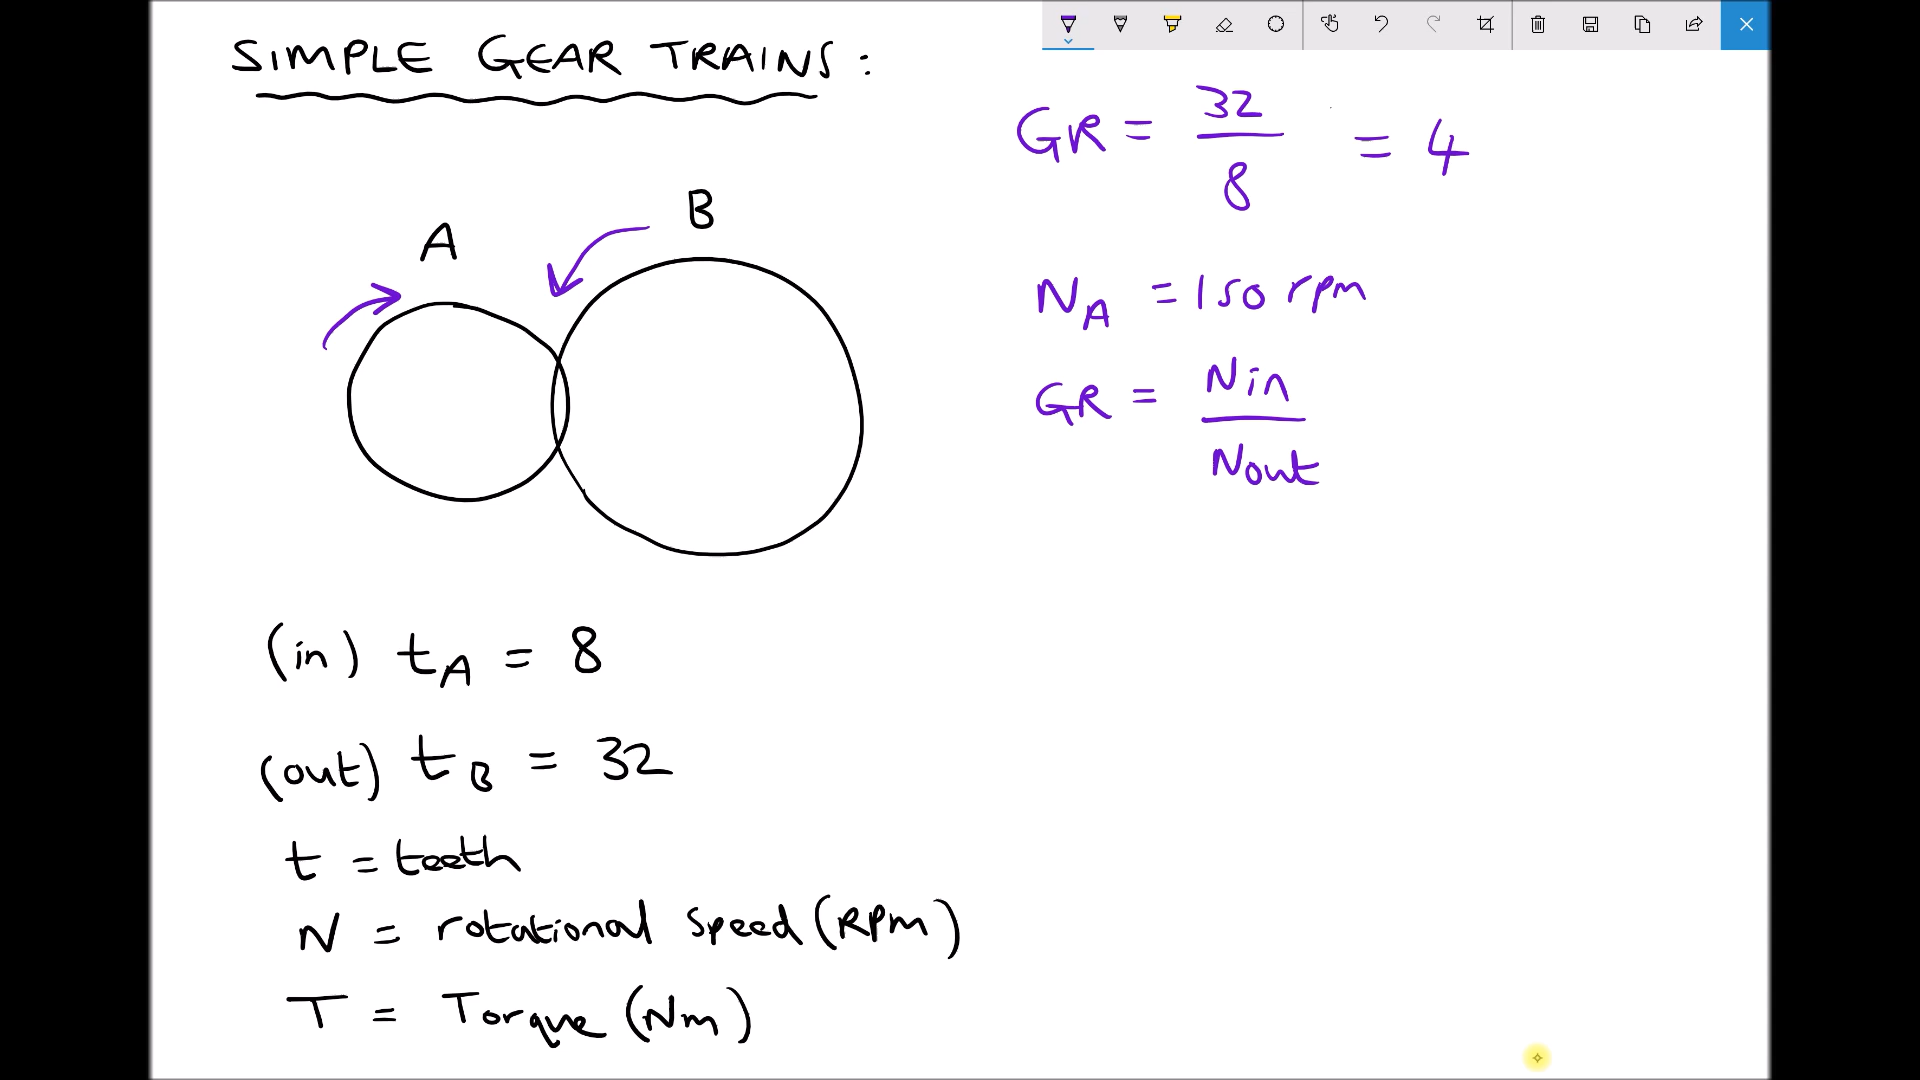 SIMPLE GEAR TRAINS:
A
B
(in) tA = 8
(out) tB = 32
t = teeth
N = rotational speed (RPM)
T = Torque (Nm)
GR = 32/8 = 4
NA = 150 rpm
GR = Nin/Nout